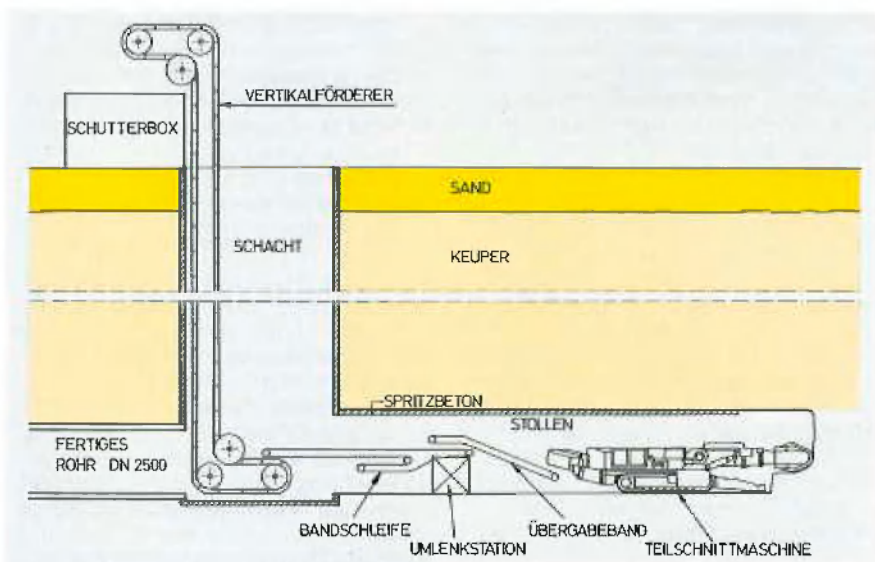 VERTIKALFÖRDERER
SCHUTTERBOX
SAND
SCHACHT
KEUPER
SPRITZBETON
STOLLEN
FERTIGES
ROHR DN 2500
BANDSCHLEIFE
ÜBERGABEBAND
UMLENKSTATION
TEILSCHNITTMASCHINE